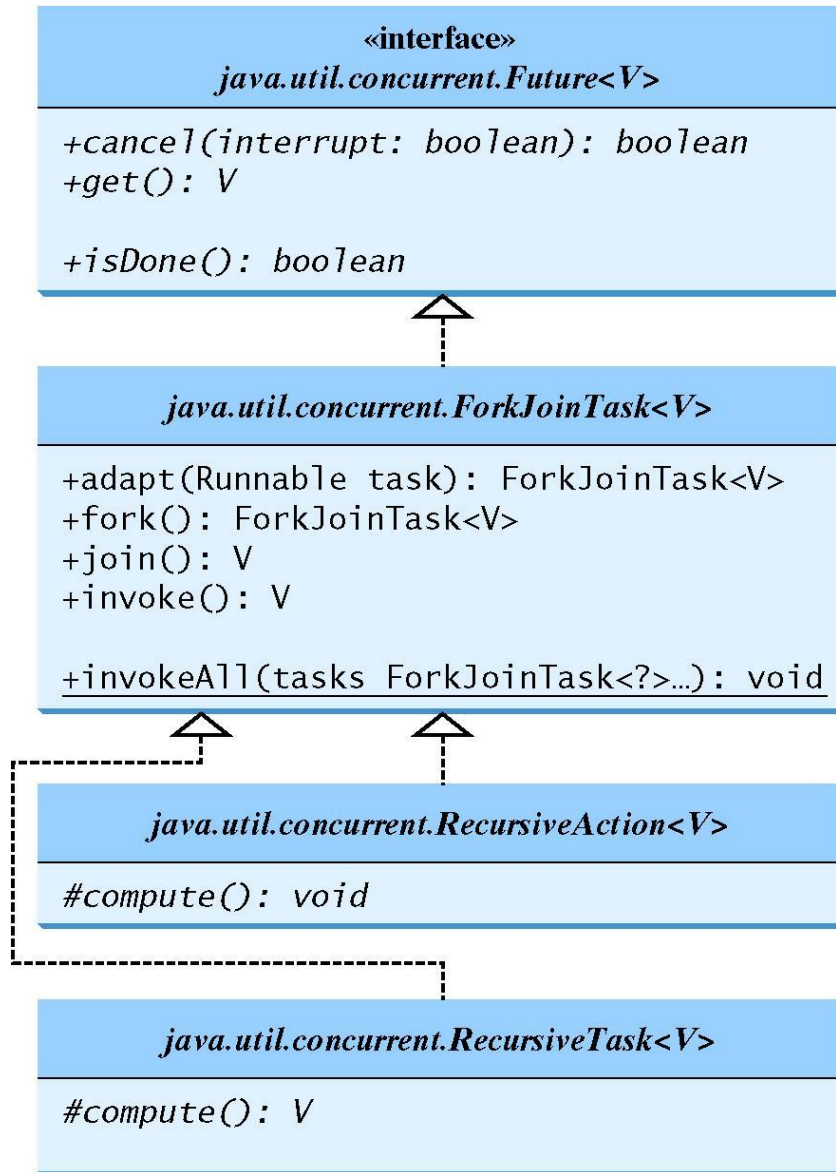 «interface»
java.util.concurrent.Future<V>
+cancel(interrupt: boolean): boolean
+get(): V
+isDone(): boolean
java.util.concurrent.ForkJoinTask<V>
+adapt(Runnable task): ForkJoinTask<V>
+fork(): ForkJoinTask<V>
+join(): V
+invoke(): V
+invokeAll(tasks ForkJoinTask<?>…): void
java.util.concurrent.RecursiveAction<V>
#compute(): void
java.util.concurrent.RecursiveTask<V>
#compute(): V